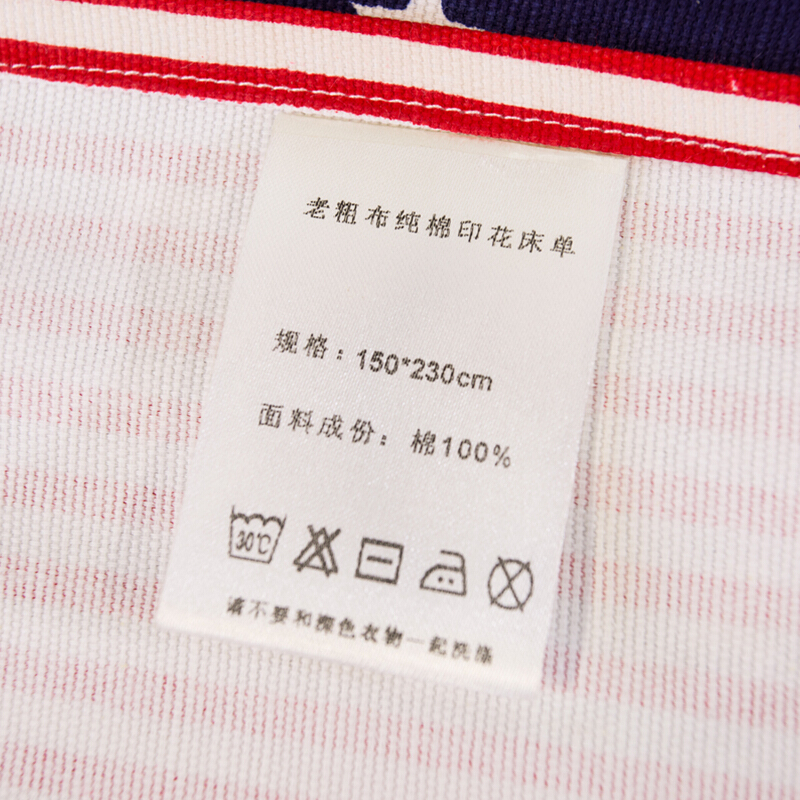 老粗布纯棉印花床单
规格：150*230cm
面料成份：棉100%
30℃
请不要和深色衣物一起洗涤